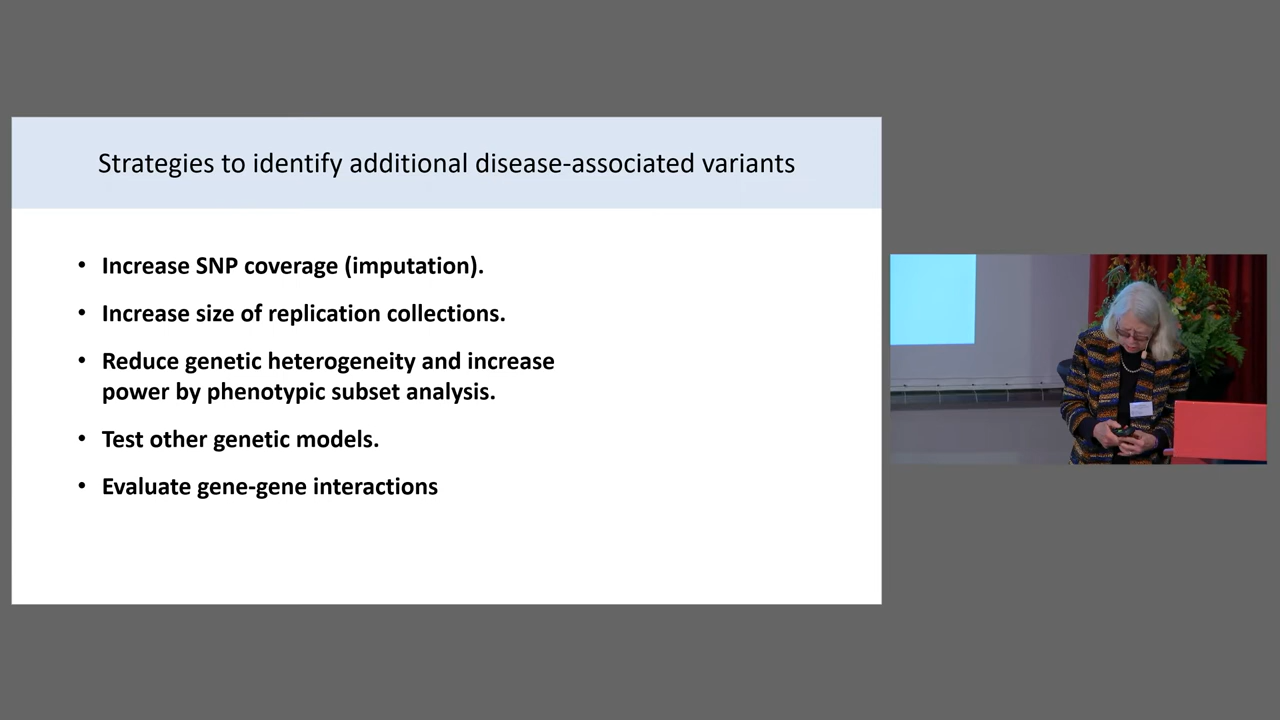 Strategies to identify additional disease-associated variants
• Increase SNP coverage (imputation).
• Increase size of replication collections.
• Reduce genetic heterogeneity and increase
power by phenotypic subset analysis.
• Test other genetic models.
• Evaluate gene-gene interactions